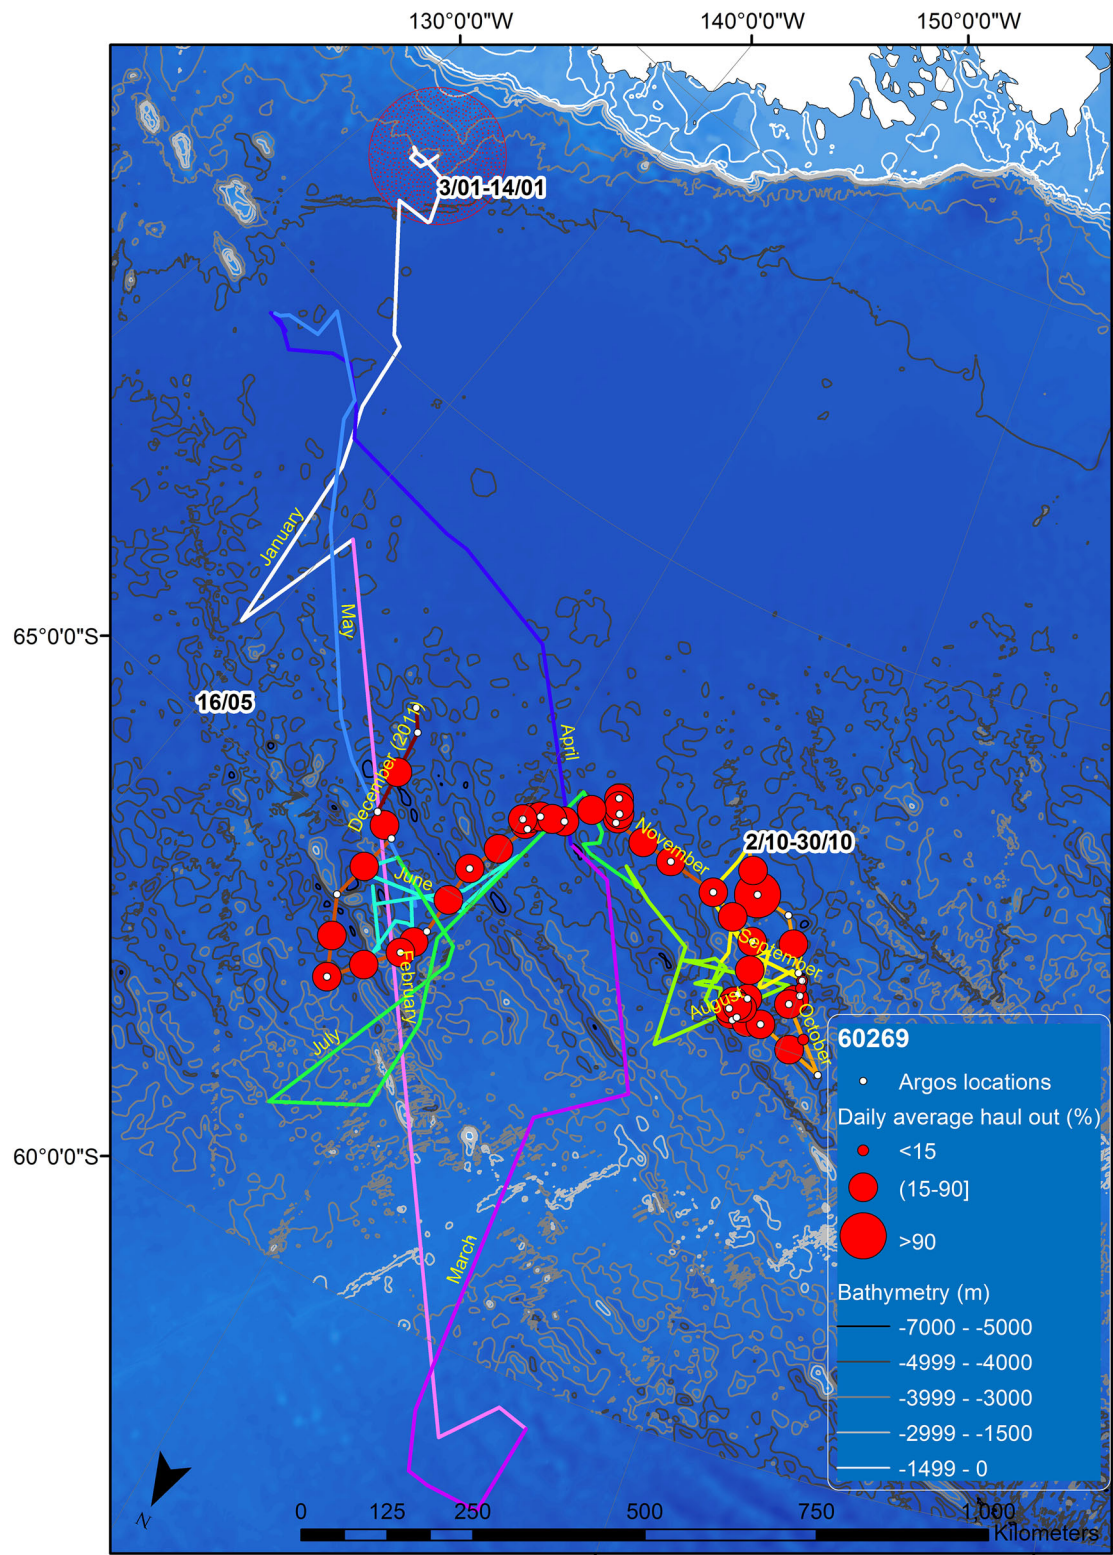 130°0'0"W
140°0'0"W
150°0'0"W
3/01-14/01
January
May
65°0'0"S
16/05
December (2011)
April
November
2/10-30/10
June
September
February
August
October
July
60°0'0"S
March
60269
Argos locations
Daily average haul out (%)
<15
(15-90]
>90
Bathymetry (m)
-7000 - -5000
-4999 - -4000
-3999 - -3000
-2999 - -1500
-1499 - 0
N
0 125 250 500 750 1,000
Kilometers